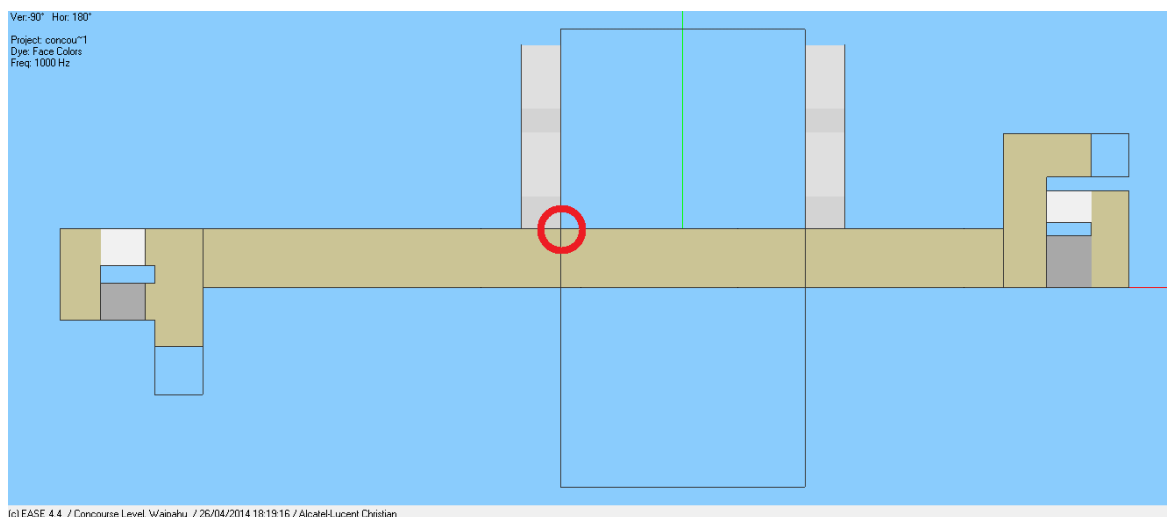 Ver:-90° Hor: 180°
Project: concou~1
Dye: Face Colors
Freq: 1000 Hz
(c) EASE 4.4 / Concourse Level, Waipahu / 26/04/2014 18:19:16 / Alcatel-Lucent Christian